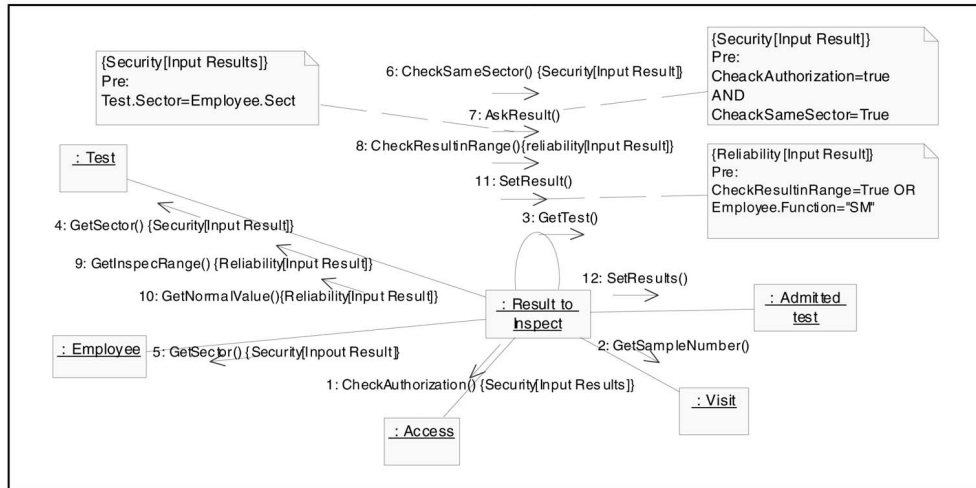 {Security[Input Results]}
Pre:
Test.Sector=Employee.Sect
6: CheckSameSector() {Security[Input Result]}
7: AskResult()
8: CheckResultinRange(){reliability[Input Result]}
11: SetResult()
3: GetTest()
{Security[Input Result]}
Pre:
CheackAuthorization=true
AND
CheackSameSector=True
{Reliability[Input Result]}
Pre:
CheckResultinRange=True OR
Employee.Function="SM"
: Test
4: GetSector() {Security[Input Result]}
9: GetInspecRange() {Reliability[Input Result]}
10: GetNormalValue(){Reliability[Input Result]}
: Result to
Inspect
12: SetResults()
: Admitted
test
: Employee
5: GetSector() {Security[Inpout Result]}
2: GetSampleNumber()
1: CheckAuthorization() {Security[Input Results]}
: Visit
: Access